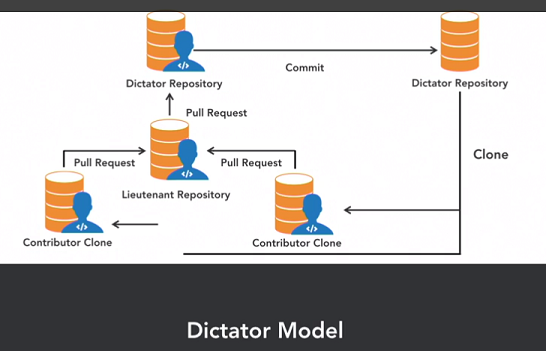 Dictator Repository
Commit
Dictator Repository
Pull Request
Clone
Pull Request
Pull Request
Lieutenant Repository
</>
</>
</>
</>
Contributor Clone
Contributor Clone
Dictator Model